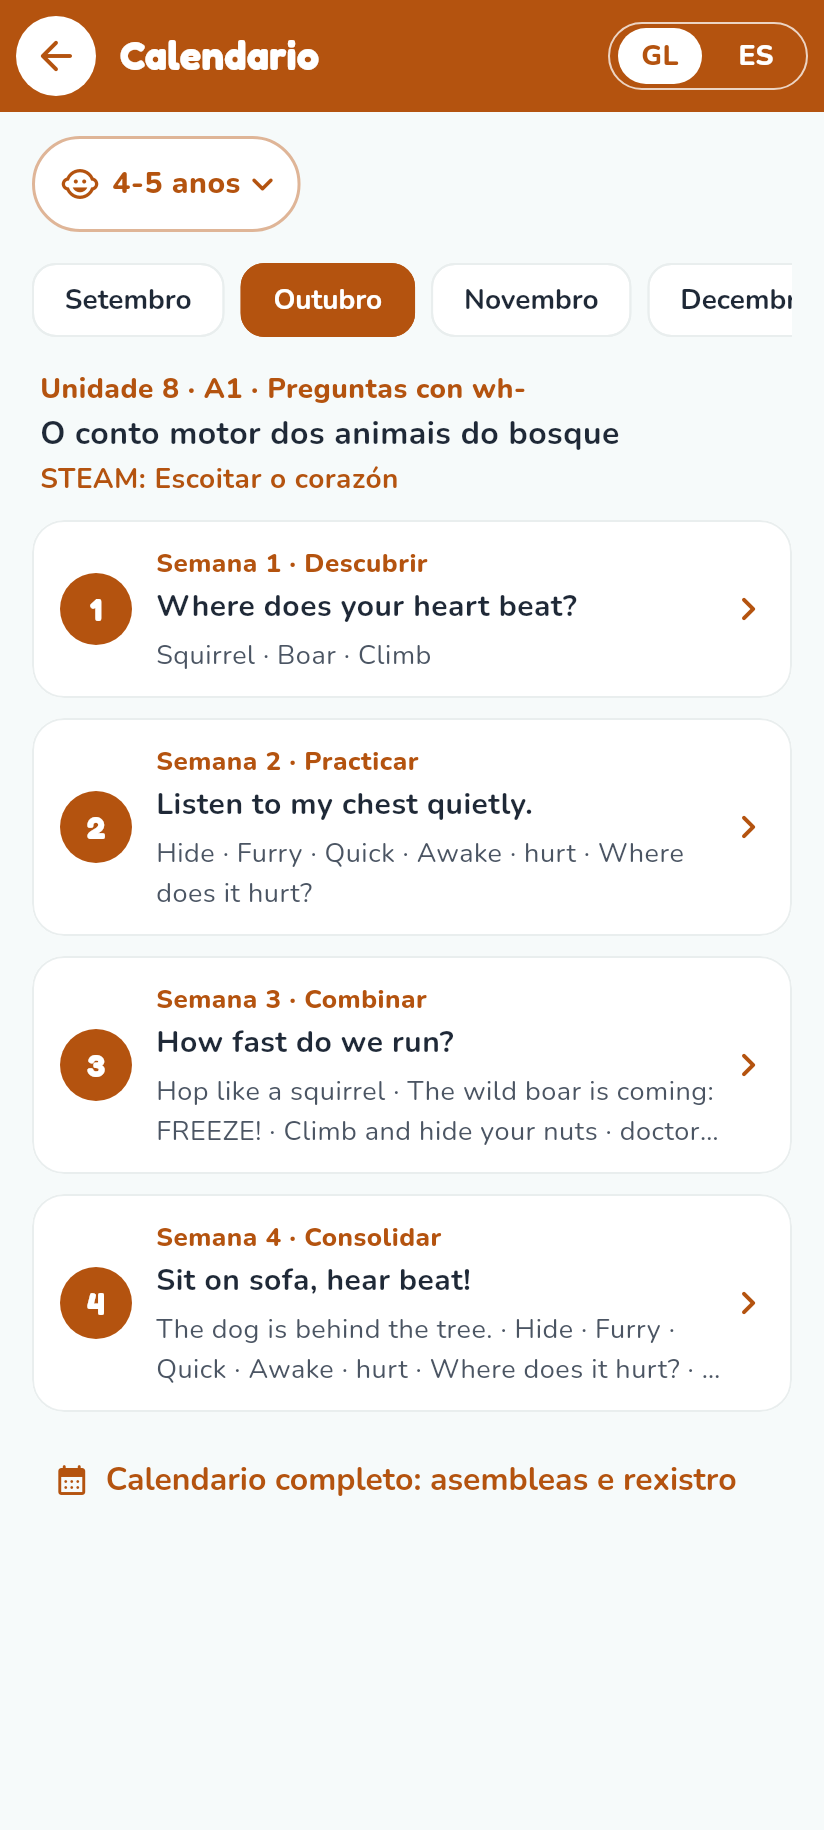 Calendario
GL ES
4-5 anos
Setembro Outubro Novembro Decembr
Unidade 8 · A1 · Preguntas con wh-
O conto motor dos animais do bosque
STEAM: Escoitar o corazón
Semana 1 · Descubrir
1
Where does your heart beat?
Squirrel · Boar · Climb
Semana 2 · Practicar
2
Listen to my chest quietly.
Hide · Furry · Quick · Awake · hurt · Where
does it hurt?
Semana 3 · Combinar
3
How fast do we run?
Hop like a squirrel · The wild boar is coming:
FREEZE! · Climb and hide your nuts · doctor...
Semana 4 · Consolidar
4
Sit on sofa, hear beat!
The dog is behind the tree. · Hide · Furry ·
Quick · Awake · hurt · Where does it hurt? · ...
Calendario completo: asembleas e rexistro